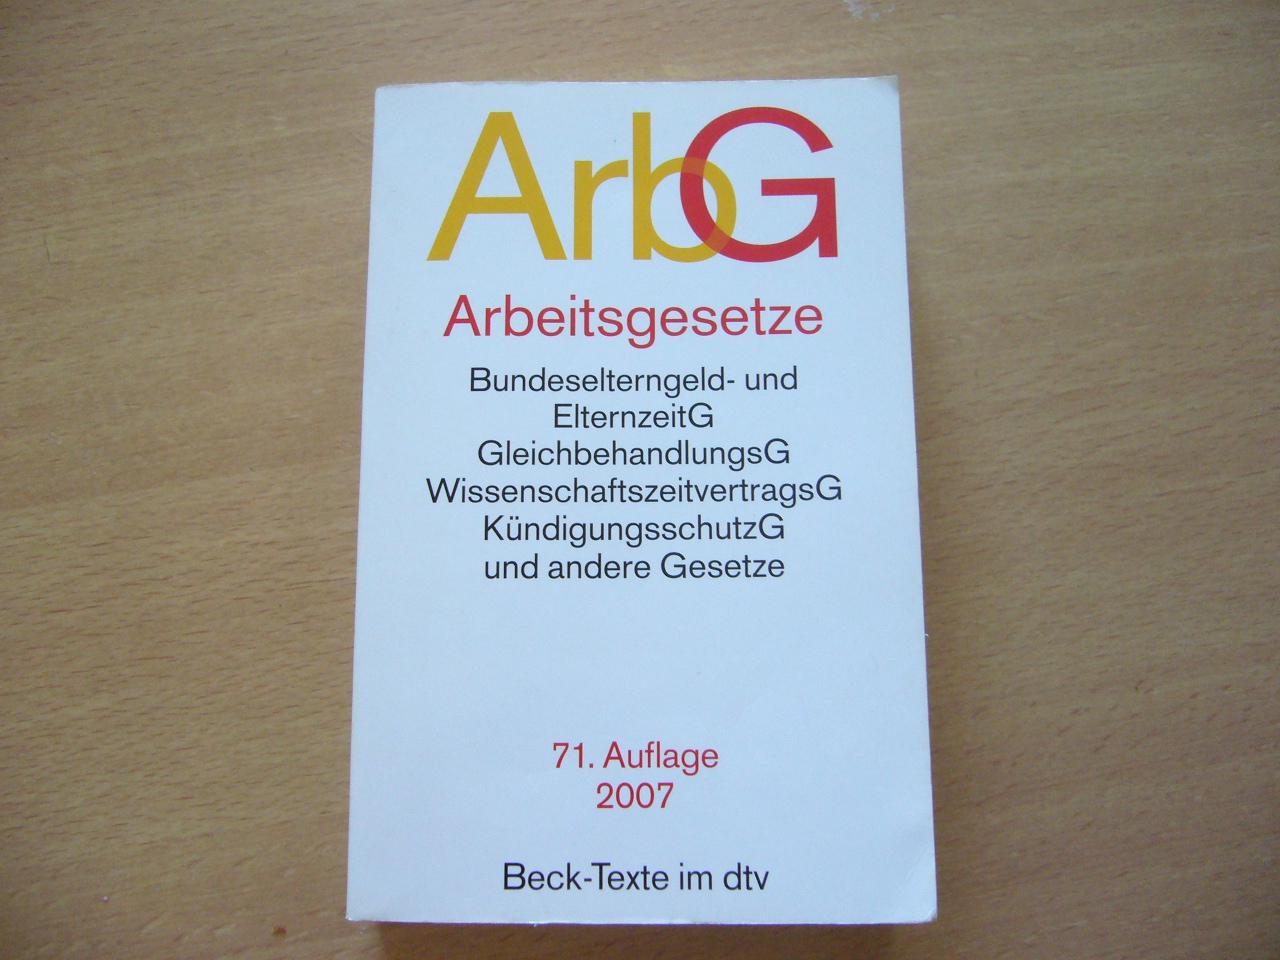 ArbG
Arbeitsgesetze
Bundeselterngeld- und
ElternzeitG
GleichbehandlungsG
WissenschaftszeitvertragsG
KündigungsschutzG
und andere Gesetze
71. Auflage
2007
Beck-Texte im dtv